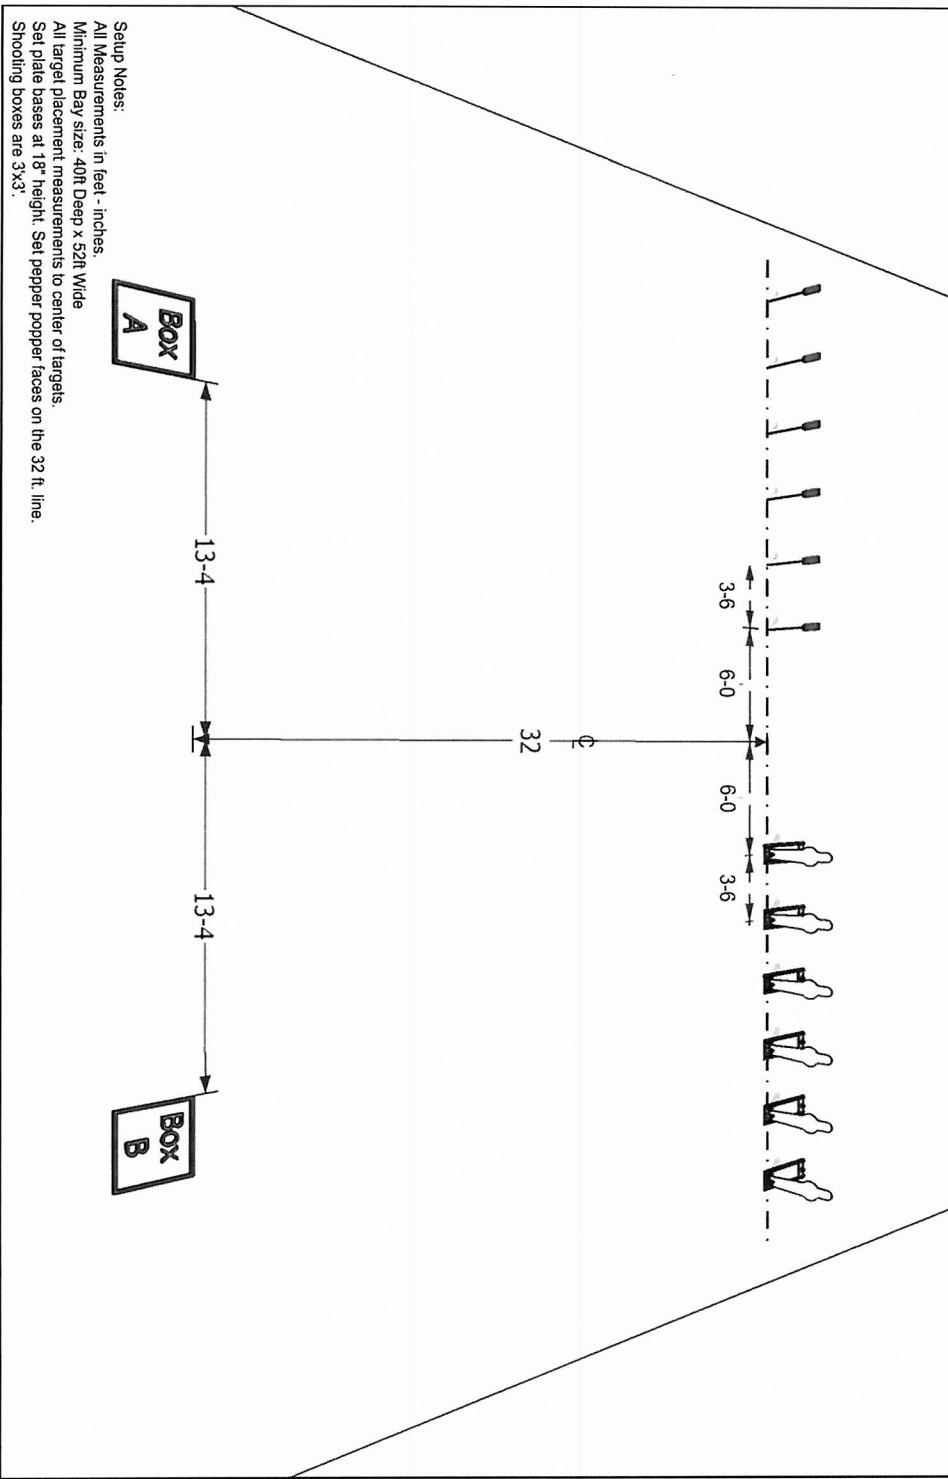 3-6
6-0
6-0
3-6
32
13-4
13-4
Box
A
Box
B
Setup Notes:
All Measurements in feet - inches.
Minimum Bay size: 40ft Deep x 52ft Wide
All target placement measurements to center of targets.
Set plate bases at 18" height. Set pepper popper faces on the 32 ft. line.
Shooting boxes are 3'x3'.